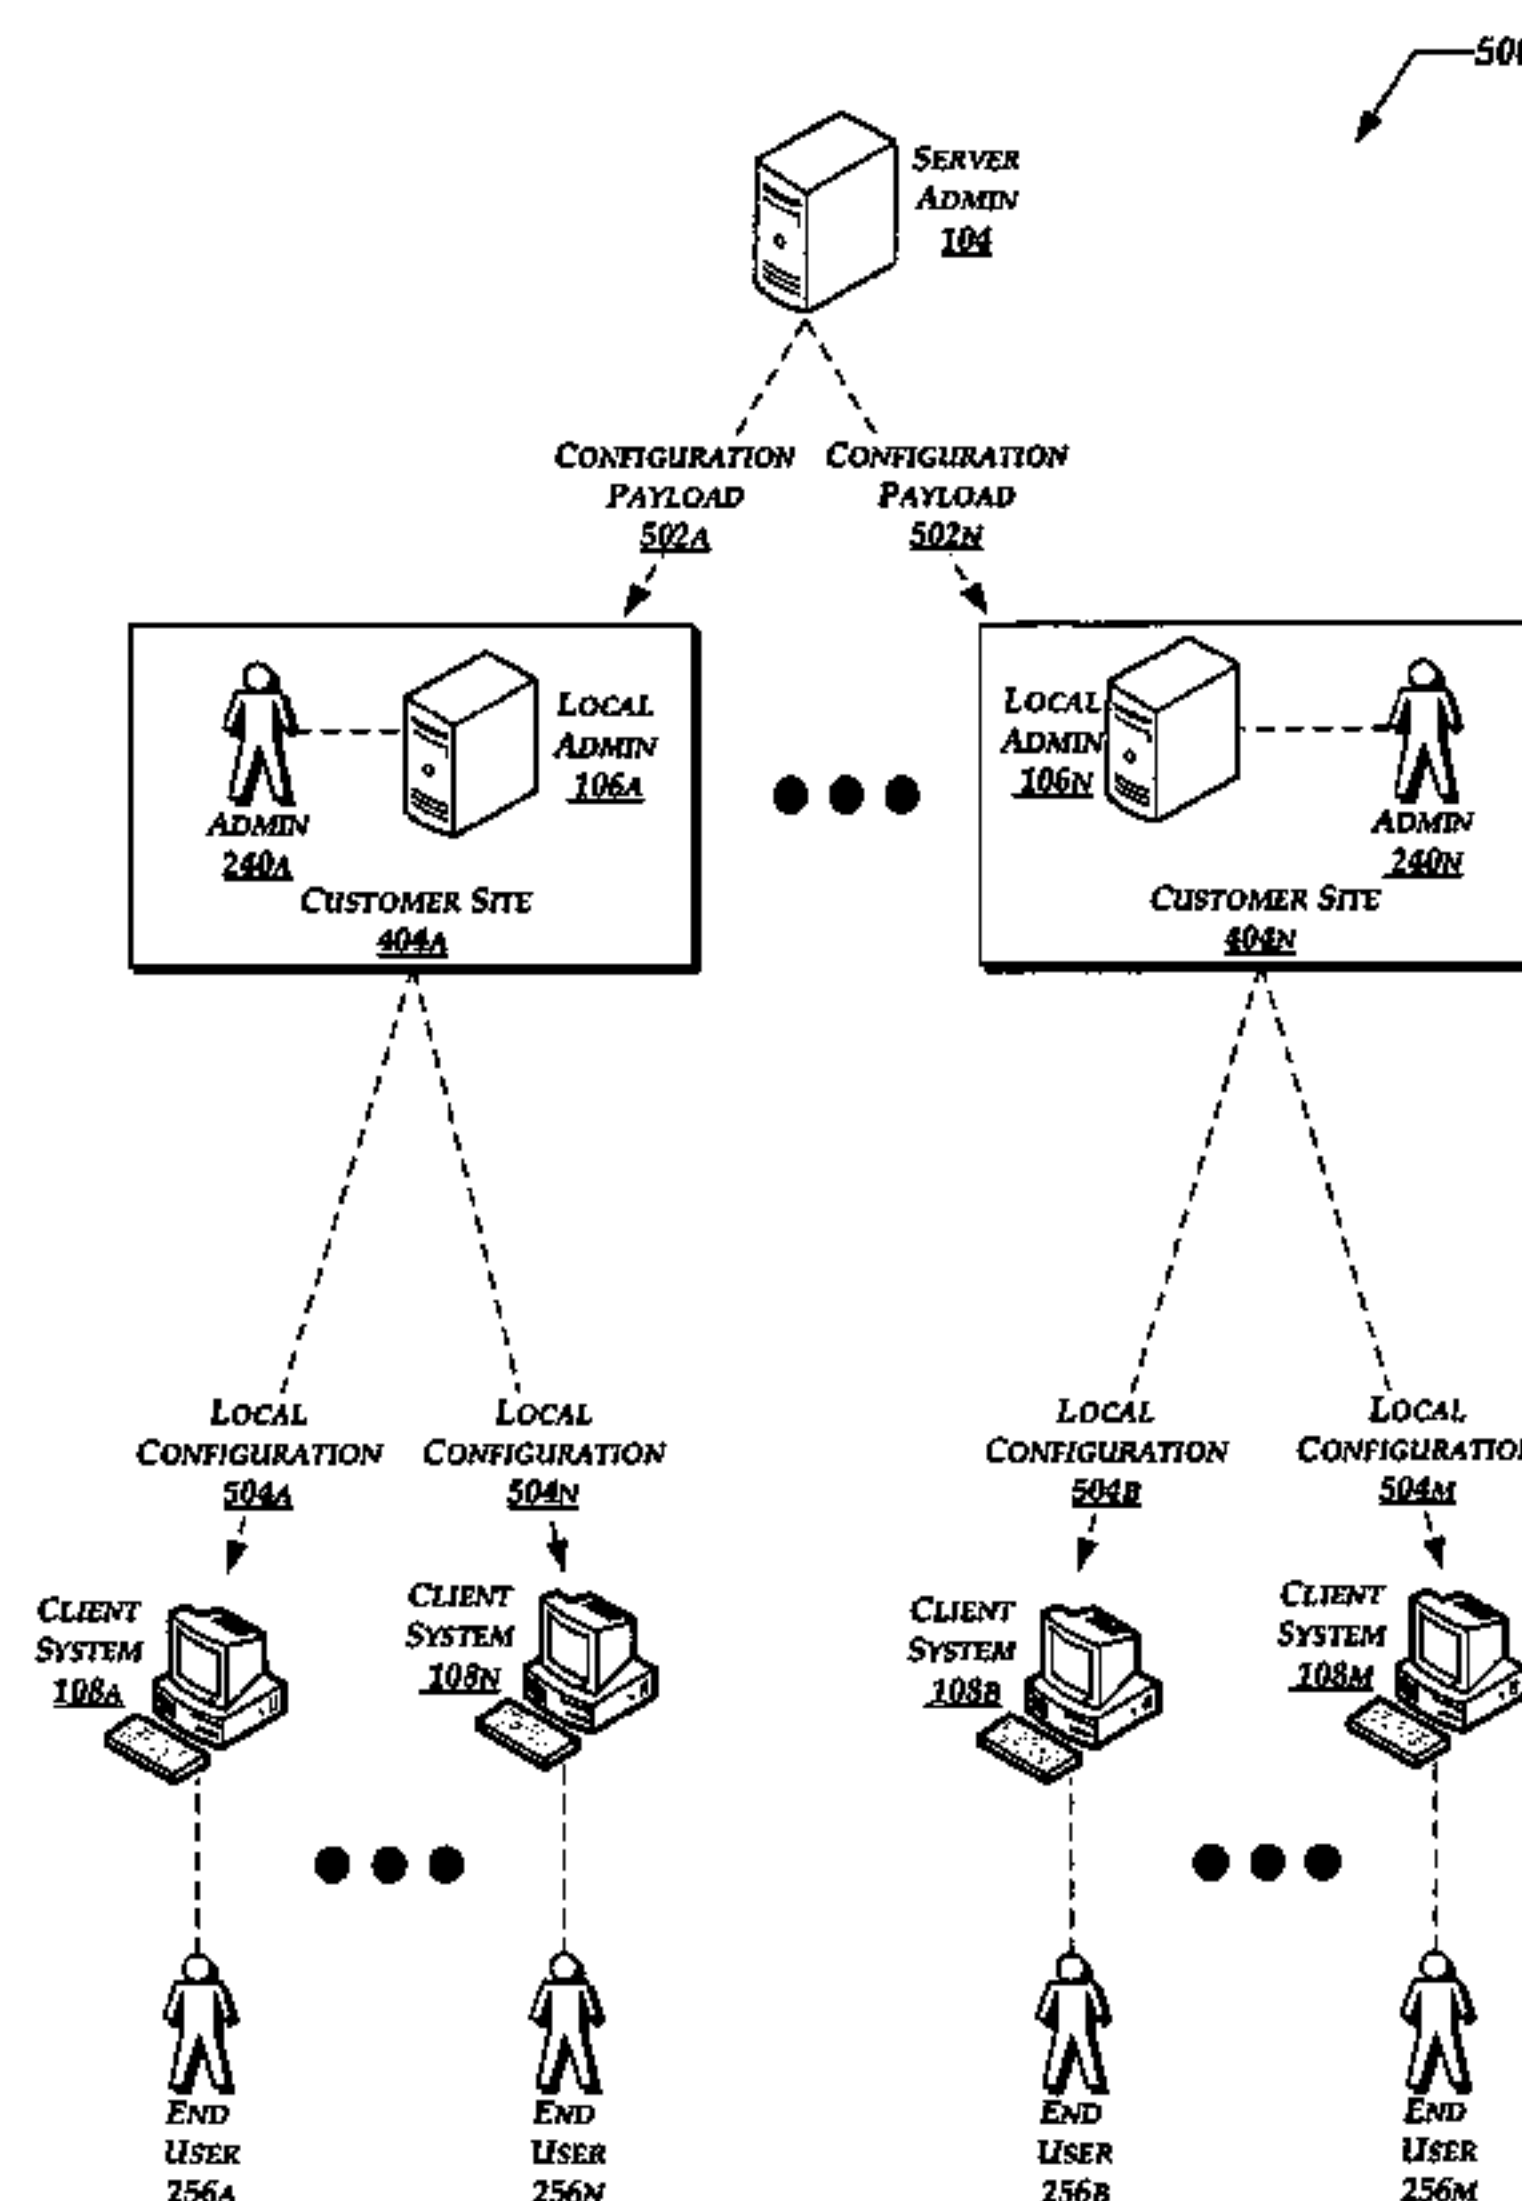 500
SERVER
ADMIN
104
CONFIGURATION
PAYLOAD
502A
CONFIGURATION
PAYLOAD
502N
LOCAL
ADMIN
106A
ADMIN
240A
CUSTOMER SITE
404A
LOCAL
ADMIN
106N
ADMIN
240N
CUSTOMER SITE
404N
LOCAL
CONFIGURATION
504A
LOCAL
CONFIGURATION
504N
LOCAL
CONFIGURATION
504B
LOCAL
CONFIGURATION
504M
CLIENT
SYSTEM
108A
CLIENT
SYSTEM
108N
CLIENT
SYSTEM
108B
CLIENT
SYSTEM
108M
END
USER
256A
END
USER
256N
END
USER
256B
END
USER
256M